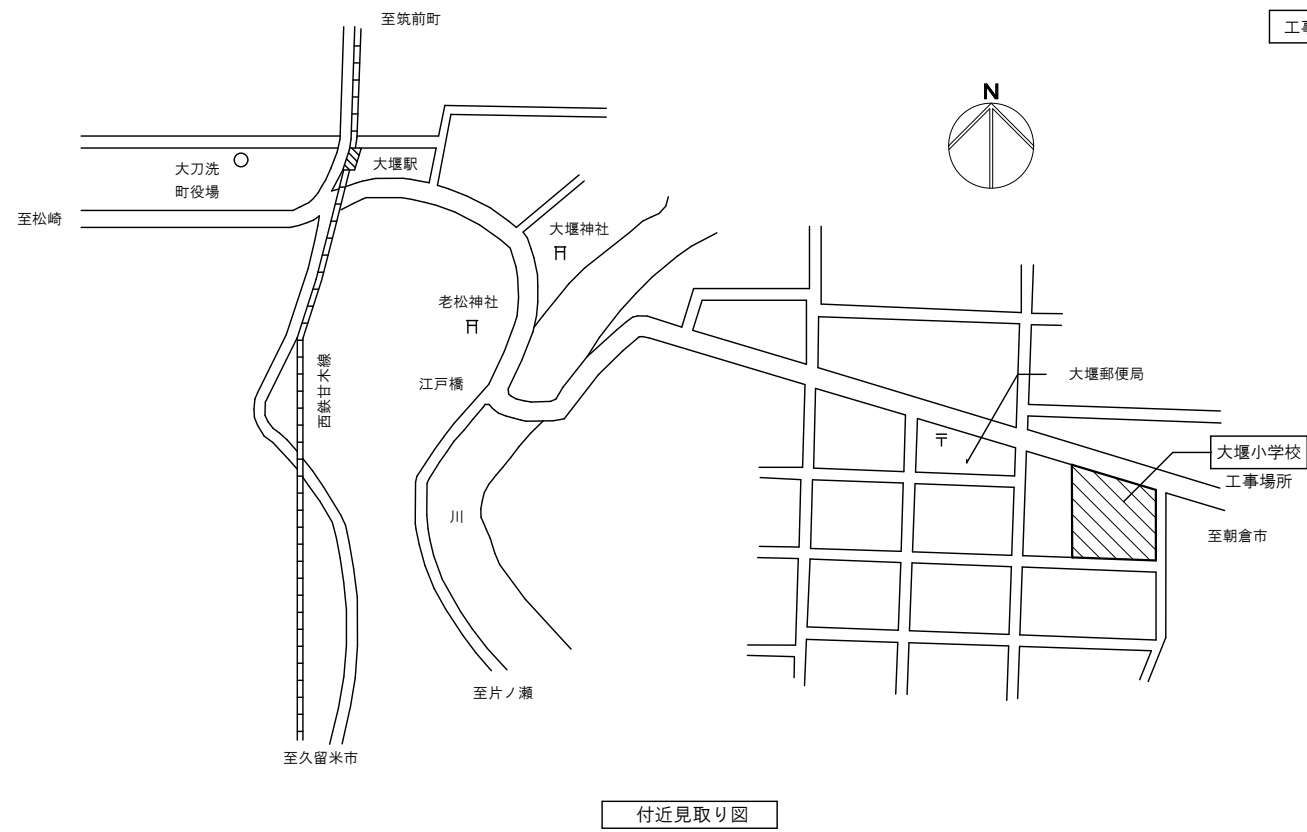 至筑前町
工事
N
大刀洗
町役場
大堰駅
至松崎
大堰神社
老松神社
江戸橋
西鉄甘木線
大堰郵便局
〒
大堰小学校
工事場所
至朝倉市
川
至片ノ瀬
至久留米市
付近見取り図